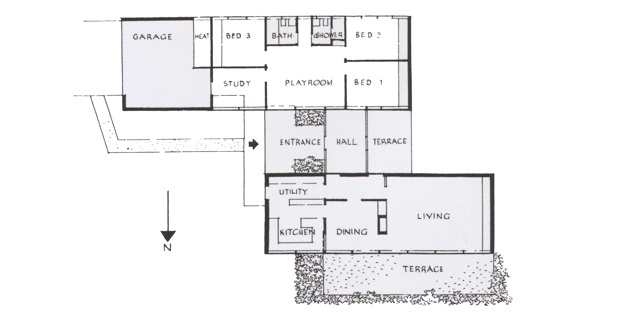 GARAGE
HEAT
BED 3
BATH
SHOWER
BED 2
STUDY
PLAYROOM
BED 1
ENTRANCE
HALL
TERRACE
UTILITY
KITCHEN
DINING
LIVING
TERRACE
N